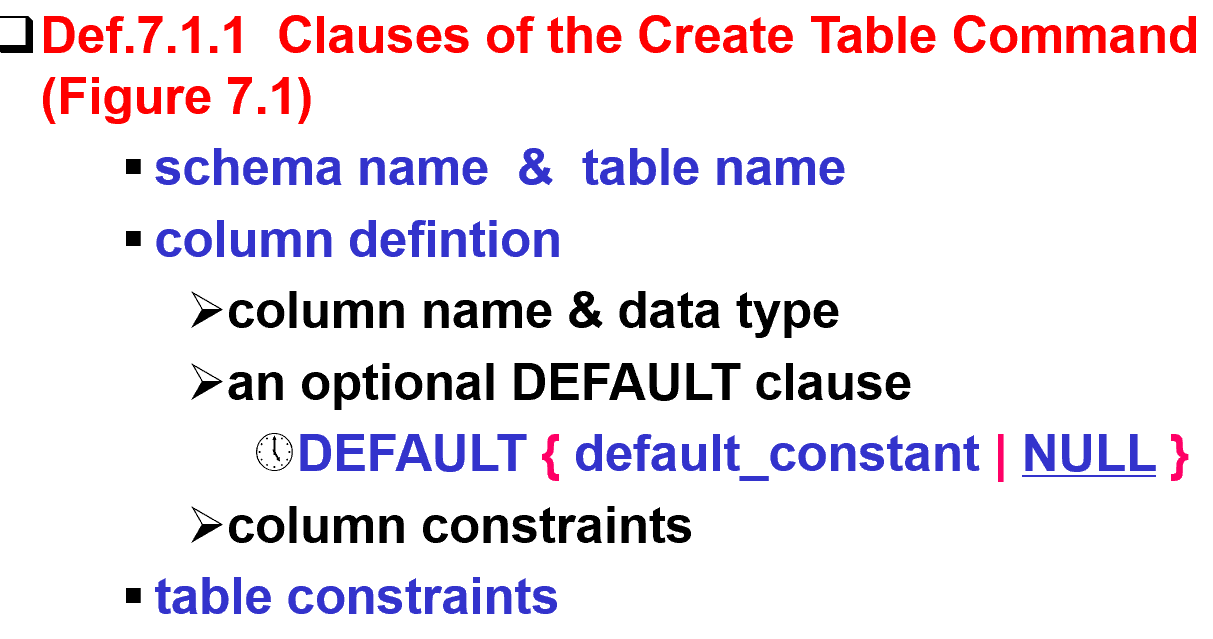 Def.7.1.1 Clauses of the Create Table Command
(Figure 7.1)
schema name & table name
column defintion
column name & data type
an optional DEFAULT clause
DEFAULT { default_constant | NULL }
column constraints
table constraints